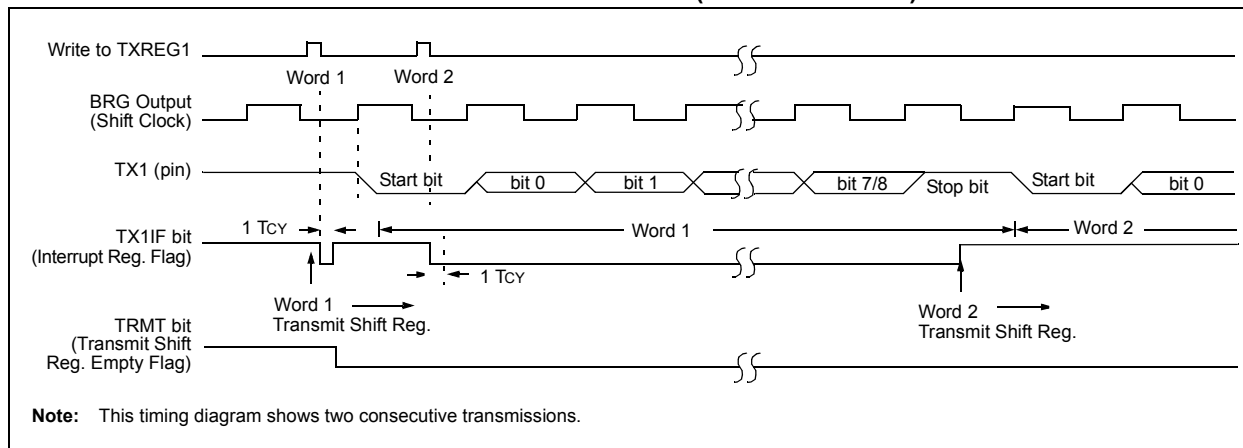 Write to TXREG1
Word 1
Word 2
BRG Output
(Shift Clock)
TX1 (pin)
Start bit
bit 0
bit 1
bit 7/8
Stop bit
Start bit
bit 0
1 TCY
Word 1
Word 2
TX1IF bit
(Interrupt Reg. Flag)
1 TCY
Word 1
Transmit Shift Reg.
Word 2
Transmit Shift Reg.
TRMT bit
(Transmit Shift
Reg. Empty Flag)
Note: This timing diagram shows two consecutive transmissions.